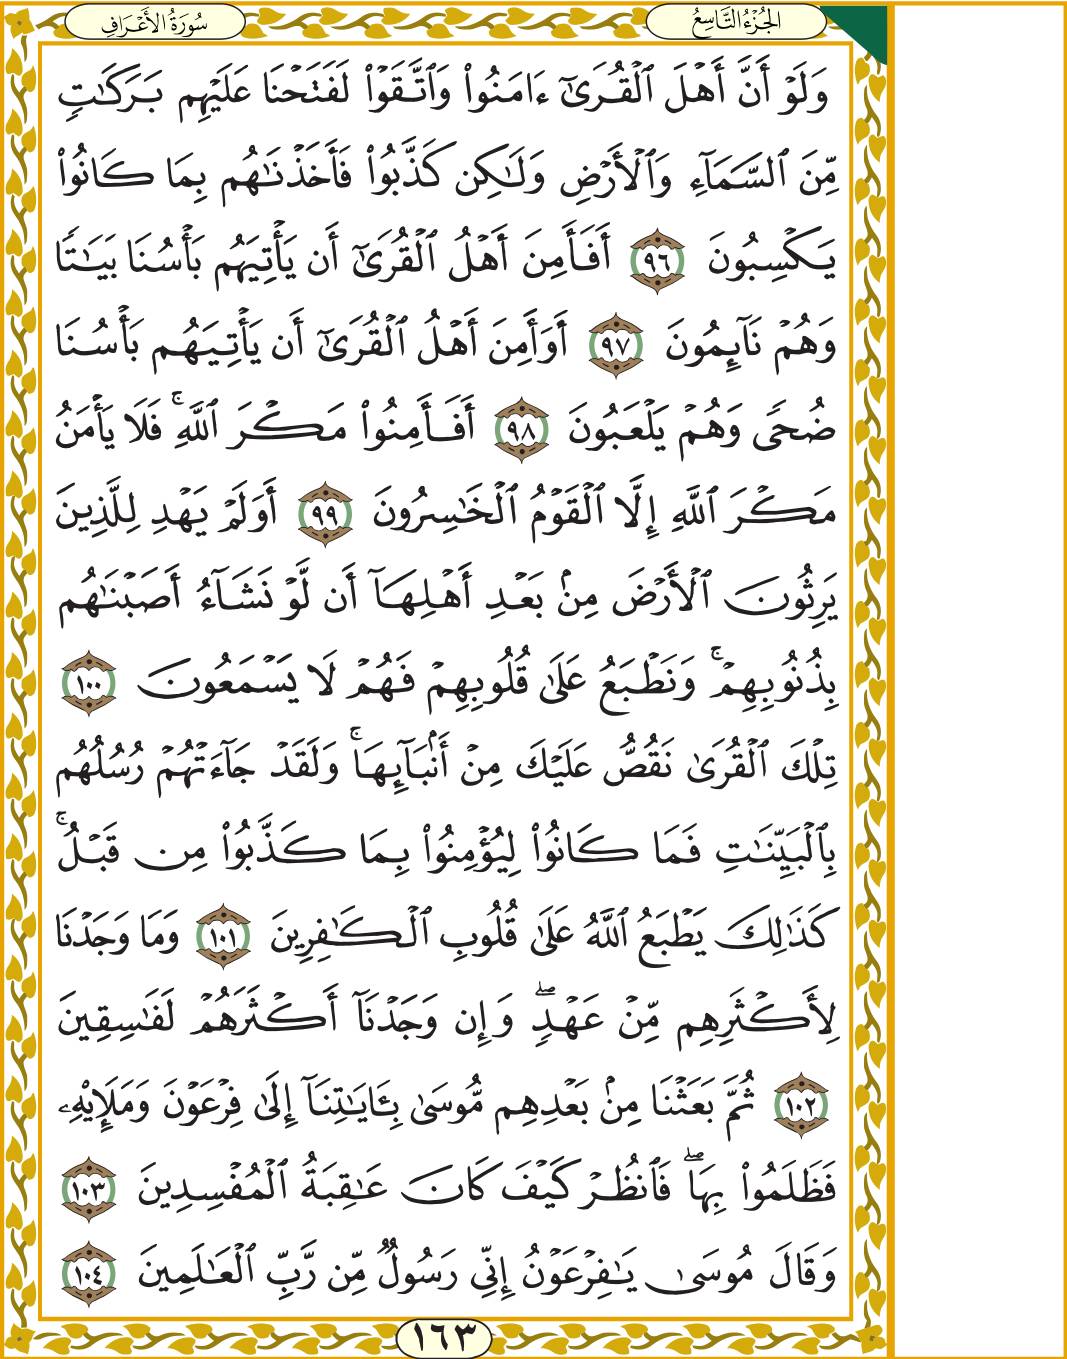 الجُزْءُ التَّاسِعُ
سُورَةُ الأَعْرَافِ
وَلَوْ أَنَّ أَهْلَ ٱلْقُرَىٰٓ ءَامَنُوا۟ وَٱتَّقَوْا۟ لَفَتَحْنَا عَلَيْهِم بَرَكَٰتٍ
مِّنَ ٱلسَّمَآءِ وَٱلْأَرْضِ وَلَٰكِن كَذَّبُوا۟ فَأَخَذْنَٰهُم بِمَا كَانُوا۟
يَكْسِبُونَ ٩٦ أَفَأَمِنَ أَهْلُ ٱلْقُرَىٰٓ أَن يَأْتِيَهُم بَأْسُنَا بَيَٰتًا
وَهُمْ نَآئِمُونَ ٩٧ أَوَأَمِنَ أَهْلُ ٱلْقُرَىٰٓ أَن يَأْتِيَهُم بَأْسُنَا
ضُحًى وَهُمْ يَلْعَبُونَ ٩٨ أَفَأَمِنُوا۟ مَكْرَ ٱللَّهِ ۚ فَلَا يَأْمَنُ
مَكْرَ ٱللَّهِ إِلَّا ٱلْقَوْمُ ٱلْخَٰسِرُونَ ٩٩ أَوَلَمْ يَهْدِ لِلَّذِينَ
يَرِثُونَ ٱلْأَرْضَ مِنۢ بَعْدِ أَهْلِهَآ أَن لَّوْ نَشَآءُ أَصَبْنَٰهُم
بِذُنُوبِهِمْ ۚ وَنَطْبَعُ عَلَىٰ قُلُوبِهِمْ فَهُمْ لَا يَسْمَعُونَ ١٠٠
تِلْكَ ٱلْقُرَىٰ نَقُصُّ عَلَيْكَ مِنْ أَنۢبَآئِهَا ۚ وَلَقَدْ جَآءَتْهُمْ رُسُلُهُم
بِٱلْبَيِّنَٰتِ فَمَا كَانُوا۟ لِيُؤْمِنُوا۟ بِمَا كَذَّبُوا۟ مِن قَبْلُ ۚ
كَذَٰلِكَ يَطْبَعُ ٱللَّهُ عَلَىٰ قُلُوبِ ٱلْكَٰفِرِينَ ١٠١ وَمَا وَجَدْنَا
لِأَكْثَرِهِم مِّنْ عَهْدٍ ۖ وَإِن وَجَدْنَآ أَكْثَرَهُمْ لَفَٰسِقِينَ
١٠٢ ثُمَّ بَعَثْنَا مِنۢ بَعْدِهِم مُّوسَىٰ بِـَٔايَٰتِنَآ إِلَىٰ فِرْعَوْنَ وَمَلَإِي۟هِۦ
فَظَلَمُوا۟ بِهَا ۖ فَٱنظُرْ كَيْفَ كَانَ عَٰقِبَةُ ٱلْمُفْسِدِينَ ١٠٣
وَقَالَ مُوسَىٰ يَٰفِرْعَوْنُ إِنِّى رَسُولٌ مِّن رَّبِّ ٱلْعَٰلَمِينَ ١٠٤
١٦٣